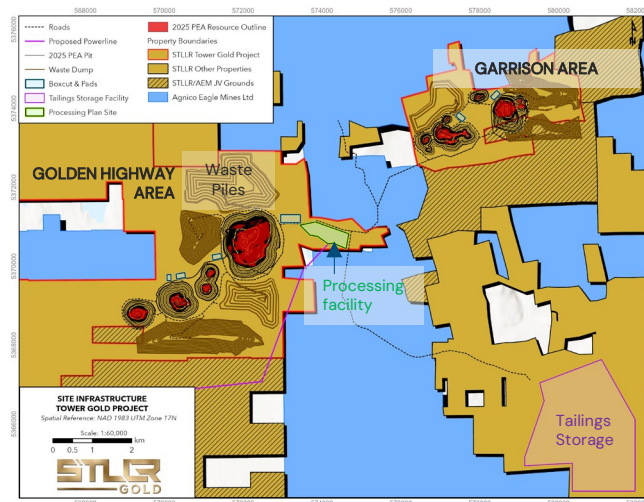 568000 570000 572000 574000 576000 578000 580000 58200
5376000
5374000
5372000
5370000
5368000
5366000
Roads
Proposed Powerline
2025 PEA Pit
Waste Dump
Boxcut & Pads
Tailings Storage Facility
Processing Plan Site
2025 PEA Resource Outline
Property Boundaries
STLLR Tower Gold Project
STLLR Other Properties
STLLR/AEM JV Grounds
Agnico Eagle Mines Ltd
GARRISON AREA
GOLDEN HIGHWAY
AREA
Waste
Piles
Processing
facility
Tailings
Storage
SITE INFRASTRUCTURE
TOWER GOLD PROJECT
Spatial Reference: NAD 1983 UTM Zone 17N
Scale: 1:60,000
0 0.5 1 2 km
STLLR
GOLD